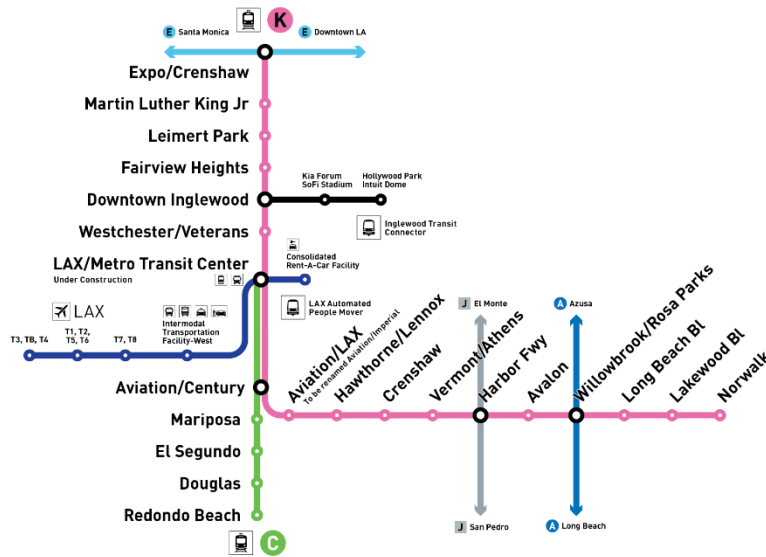 K
E Santa Monica
E Downtown LA
Expo/Crenshaw
Martin Luther King Jr
Leimert Park
Fairview Heights
Kia Forum
SoFi Stadium
Hollywood Park
Intuit Dome
Downtown Inglewood
Inglewood Transit
Connector
Westchester/Veterans
LAX/Metro Transit Center
Under Construction
Consolidated
Rent-A-Car Facility
LAX Automated
People Mover
LAX
T3, TB, T4
T1, T2,
T5, T6
T7, T8
Intermodal
Transportation
Facility-West
J El Monte
A Azusa
Aviation/Century
Aviation/LAX
To be renamed Aviation/Imperial
Hawthorne/Lennox
Crenshaw
Vermont/Athens
Harbor Fwy
Avalon
Willowbrook/Rosa Parks
Long Beach Bl
Lakewood Bl
Norwalk
Mariposa
El Segundo
Douglas
Redondo Beach
J San Pedro
A Long Beach
C